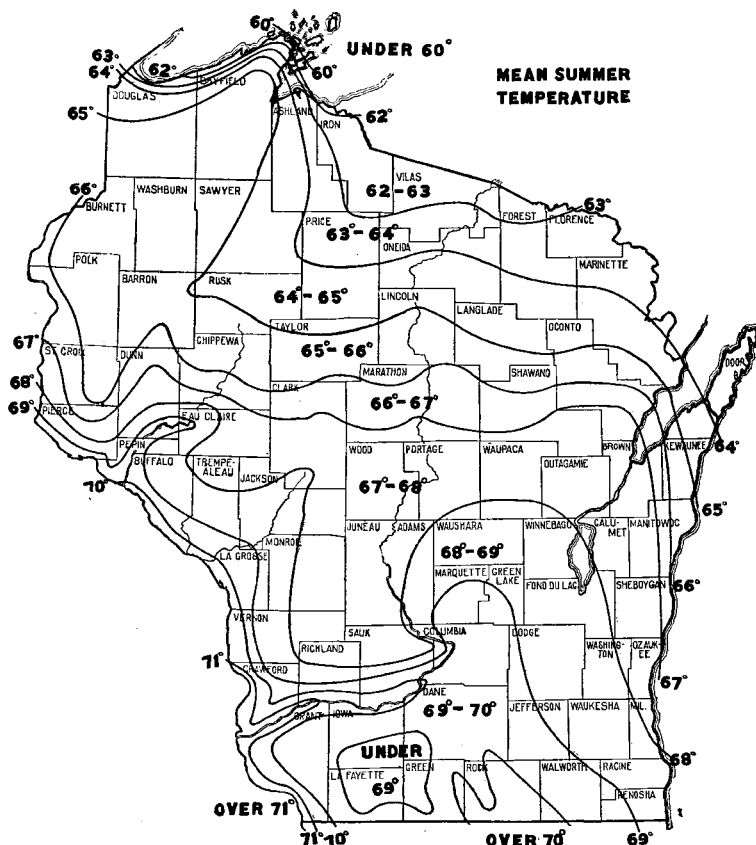 60°
UNDER 60°
63°
64°
62°
60°
MEAN SUMMER
TEMPERATURE
BAYFIELD
DOUGLAS
65°
ASHLAND
62°
IRON
VILAS
62-63
66°
WASHBURN
SAWYER
BURNETT
63°
FOREST
FLORENCE
PRICE
63°-64°
ONEIDA
POLK
MARINETTE
BARRON
RUSK
64°-65°
LINCOLN
LANGLADE
TAYLOR
OCONTO
67°
ST CROIX
DUNN
CHIPPEWA
65°-66°
DOOR
MARATHON
SHAWANO
68°
CLARK
69°
PIERCE
66°-67°
EAU CLAIRE
PEPIN
WOOD
PORTAGE
WAUPACA
BROWN
KEWAUNEE
64°
BUFFALO
TREMPE-
ALEAU
JACKSON
OUTAGAMIE
70°
67°-68°
65°
JUNEAU
ADAMS
WAUSHARA
WINNEBAGO
CALU-
MET
MANITOWOC
MONROE
68°-69°
LA CROSSE
MARQUETTE
GREEN
LAKE
FOND DU LAC
SHEBOYGAN
66°
VERNON
SAUK
COLUMBIA
DODGE
RICHLAND
WASHING-
TON
OZAUK-
EE
71°
CRAWFORD
67°
DANE
GRANT
IOWA
69°-70°
JEFFERSON
WAUKESHA
MIL.
UNDER
69°
68°
LA FAYETTE
GREEN
ROCK
WALWORTH
RACINE
KENOSHA
OVER 71°
71°
70°
OVER 70°
69°